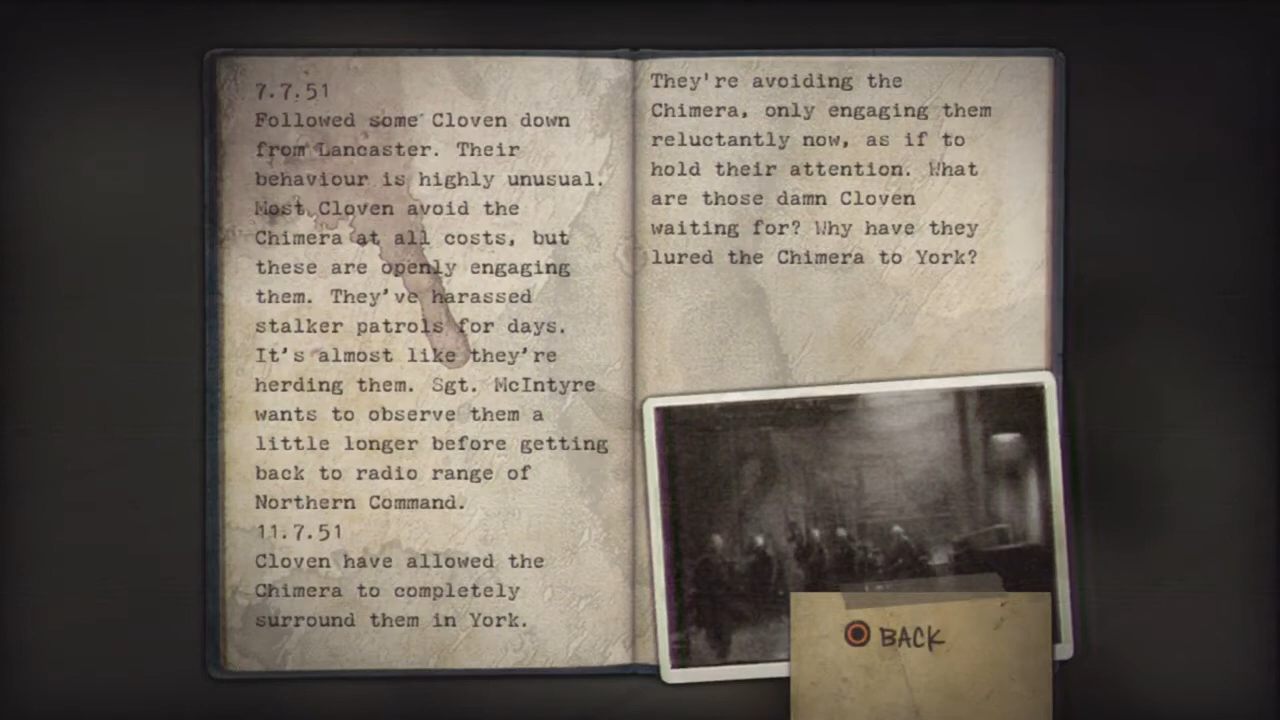 7.7.51
Followed some Cloven down
from Lancaster. Their
behaviour is highly unusual.
Most Cloven avoid the
Chimera at all costs, but
these are openly engaging
them. They've harassed
stalker patrols for days.
It's almost like they're
herding them. Sgt. McIntyre
wants to observe them a
little longer before getting
back to radio range of
Northern Command.
11.7.51
Cloven have allowed the
Chimera to completely
surround them in York.
They're avoiding the
Chimera, only engaging them
reluctantly now, as if to
hold their attention. What
are those damn Cloven
waiting for? Why have they
lured the Chimera to York?
BACK